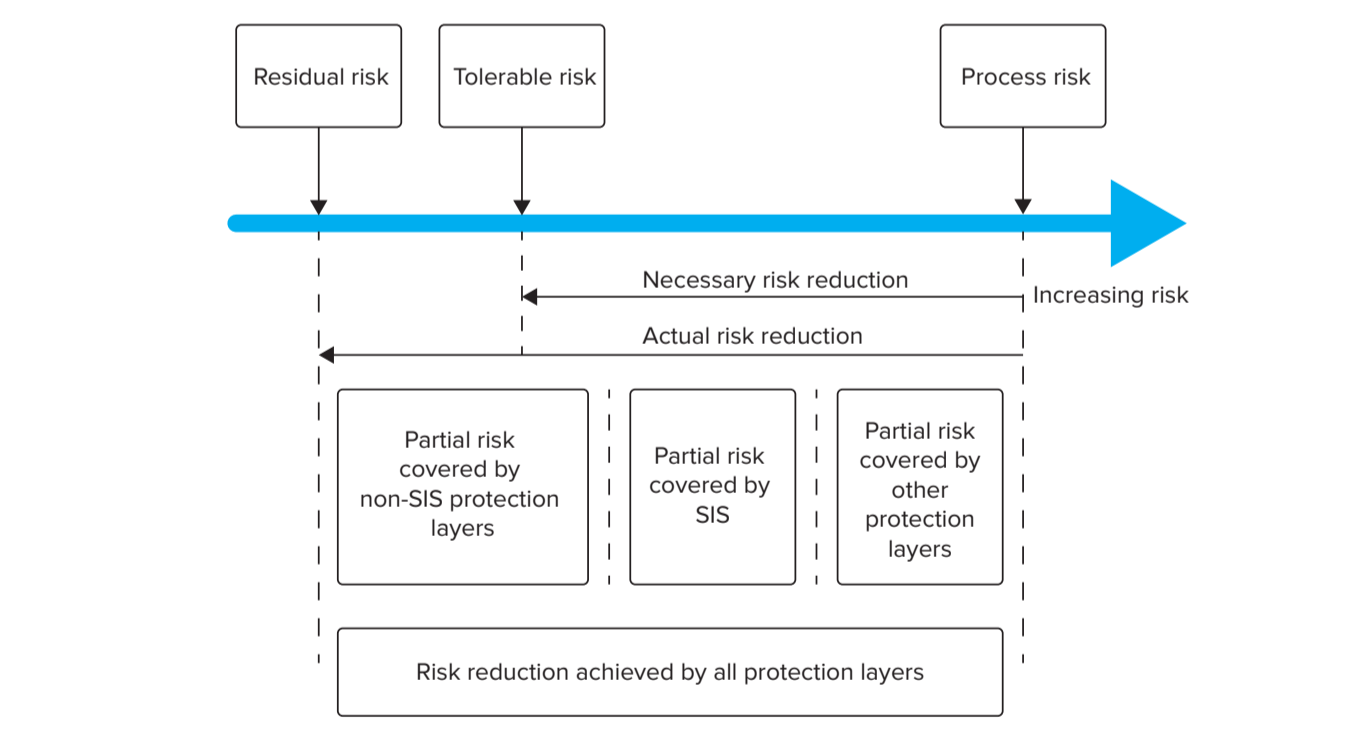 Residual risk
Tolerable risk
Process risk
Necessary risk reduction
Increasing risk
Actual risk reduction
Partial risk
covered by
non-SIS protection
layers
Partial risk
covered by
SIS
Partial risk
covered by
other
protection
layers
Risk reduction achieved by all protection layers